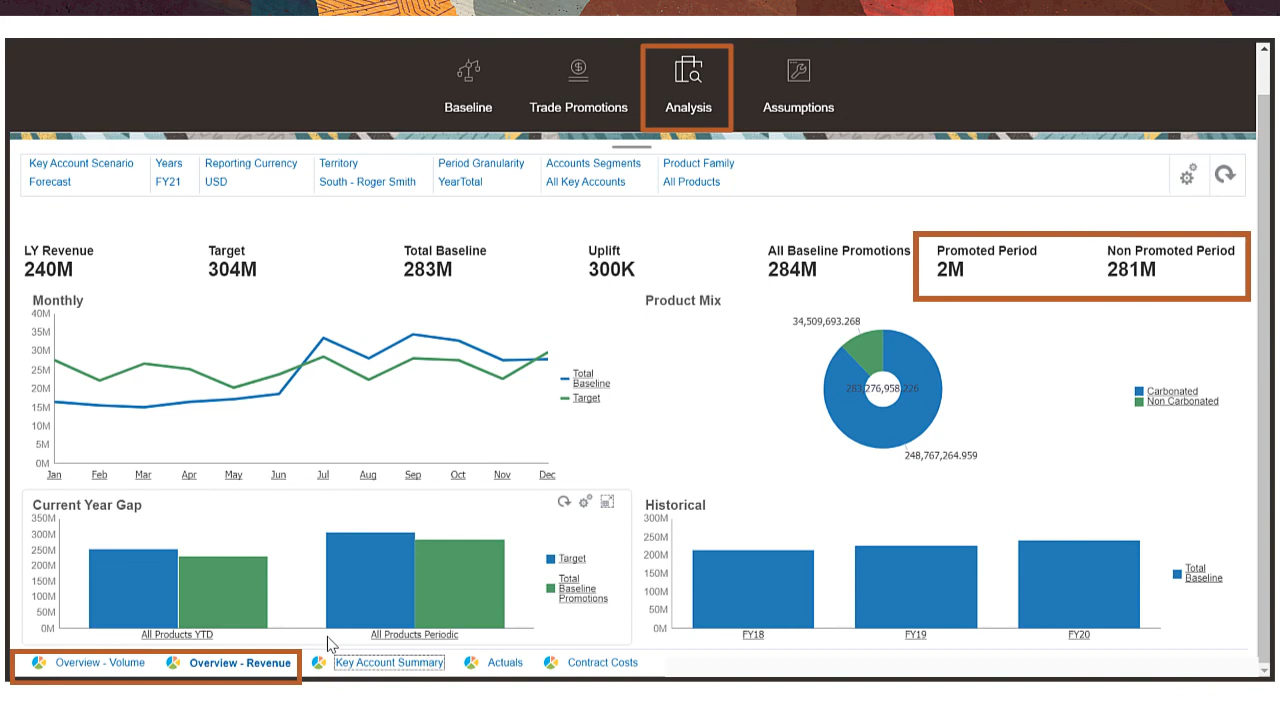 Baseline
Trade Promotions
Analysis
Assumptions
Key Account Scenario
Forecast
Years
FY21
Reporting Currency
USD
Territory
South - Roger Smith
Period Granularity
YearTotal
Accounts Segments
All Key Accounts
Product Family
All Products
LY Revenue
240M
Target
304M
Total Baseline
283M
Uplift
300K
All Baseline Promotions
284M
Promoted Period
2M
Non Promoted Period
281M
Monthly
40M
35M
30M
25M
20M
15M
10M
5M
0M
Jan Feb Mar Apr May Jun Jul Aug Sep Oct Nov Dec
Total
Baseline
Target
Product Mix
34,509,693.268
283,276,958.226
248,767,264.959
Carbonated
Non Carbonated
Current Year Gap
350M
300M
250M
200M
150M
100M
50M
0M
All Products YTD
All Products Periodic
Target
Total
Baseline
Promotions
Historical
300M
250M
200M
150M
100M
50M
0M
FY18
FY19
FY20
Total
Baseline
Overview - Volume
Overview - Revenue
Key Account Summary
Actuals
Contract Costs